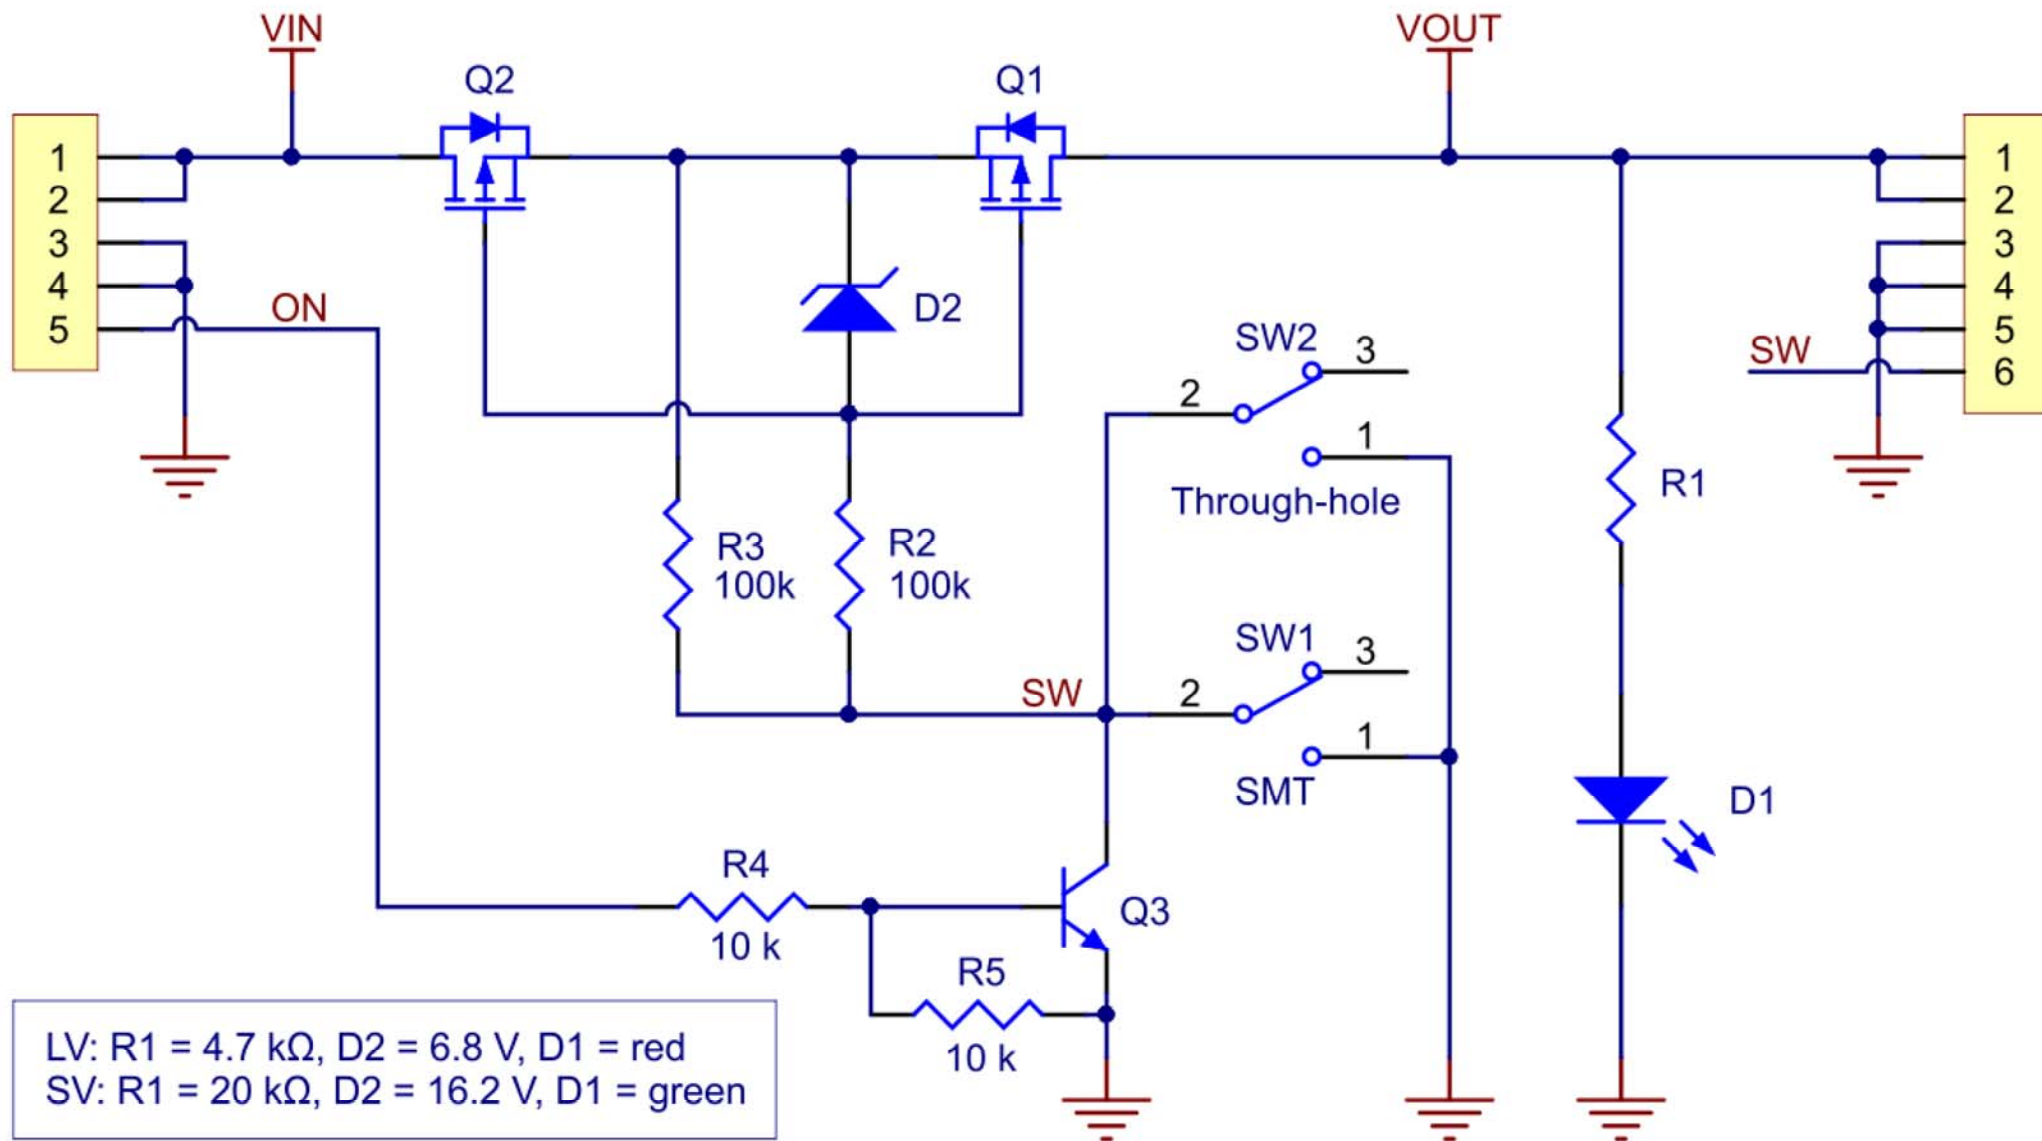 VIN
VOUT
Q2
Q1
1
2
3
4
5
ON
D2
SW2
3
2
1
Through-hole
R1
SW
1
2
3
4
5
6
R3
100k
R2
100k
SW
SW1
3
2
1
SMT
D1
R4
10 k
Q3
R5
10 k
LV: R1 = 4.7 kΩ, D2 = 6.8 V, D1 = red
SV: R1 = 20 kΩ, D2 = 16.2 V, D1 = green